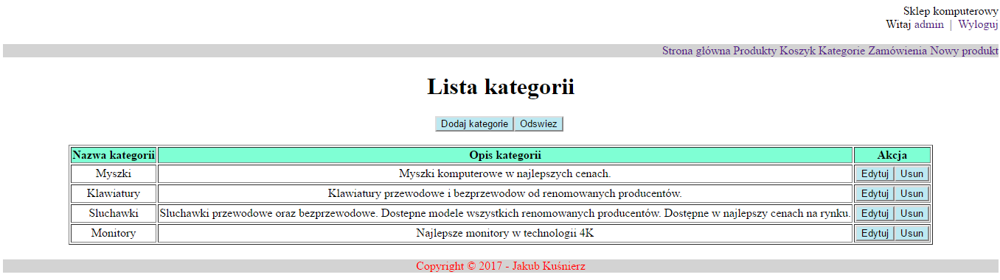 Sklep komputerowy
Witaj admin | Wyloguj
Strona główna Produkty Koszyk Kategorie Zamówienia Nowy produkt
Lista kategorii
Dodaj kategorie Odswiez
Nazwa kategorii Opis kategorii Akcja
Myszki Myszki komputerowe w najlepszych cenach. Edytuj Usun
Klawiatury Klawiatury przewodowe i bezprzewodow od renomowanych producentów. Edytuj Usun
Sluchawki Sluchawki przewodowe oraz bezprzewodowe. Dostepne modele wszystkich renomowanych producentów. Dostępne w najlepszy cenach na rynku. Edytuj Usun
Monitory Najlepsze monitory w technologii 4K Edytuj Usun
Copyright © 2017 - Jakub Kuśnierz